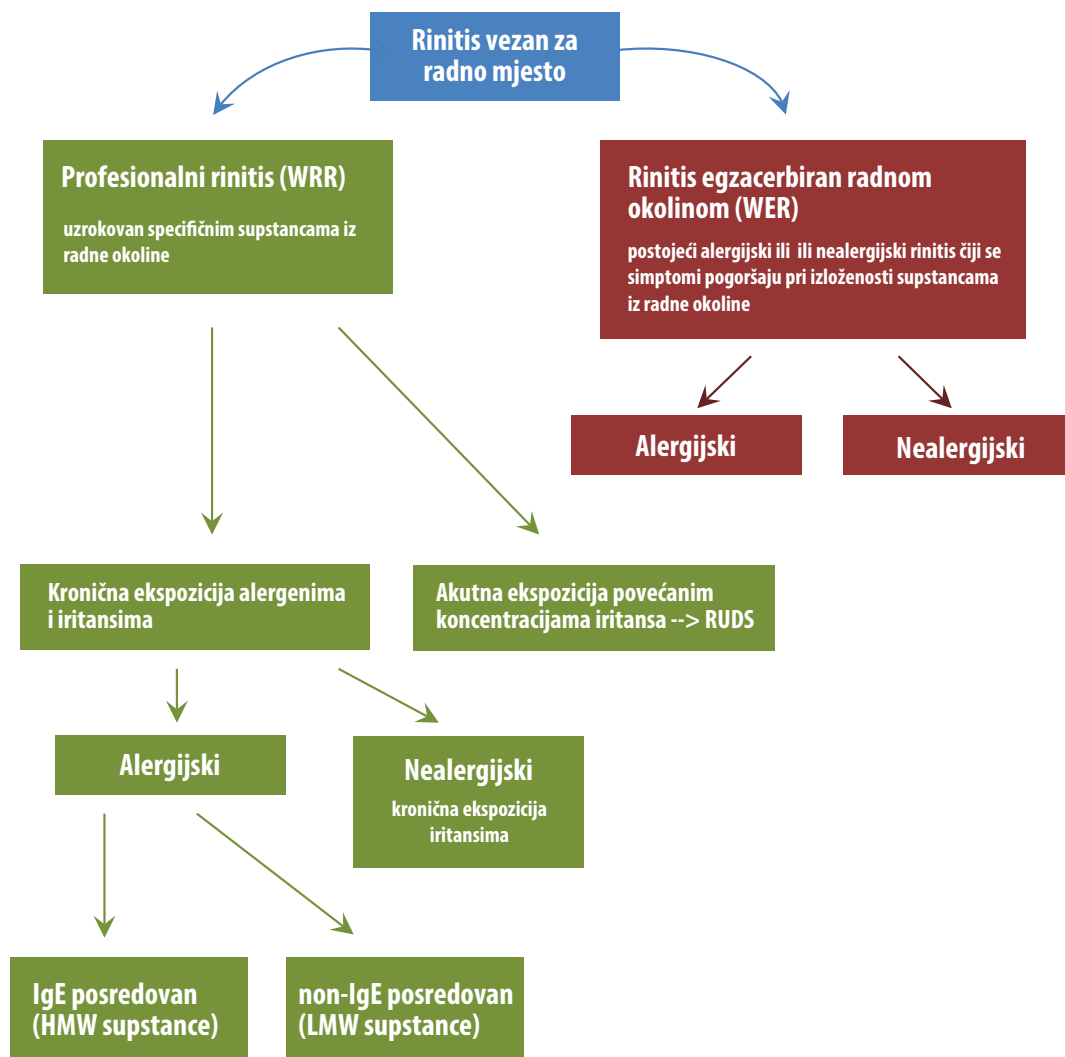 Rinitis vezan za
radno mjesto
Profesionalni rinitis (WRR)
uzrokovan specifičnim supstancama iz
radne okoline
Rinitis egzacerbiran radnom
okolinom (WER)
postojeći alergijski ili ili nealergijski rinitis čiji se
simptomi pogoršaju pri izloženosti supstancama
iz radne okoline
Alergijski
Nealergijski
Kronična ekspozicija alergenima
i iritansima
Akutna ekspozicija povećanim
koncentracijama iritansa --> RUDS
Alergijski
Nealergijski
kronična ekspozicija
iritansima
IgE posredovan
(HMW supstance)
non-IgE posredovan
(LMW supstance)